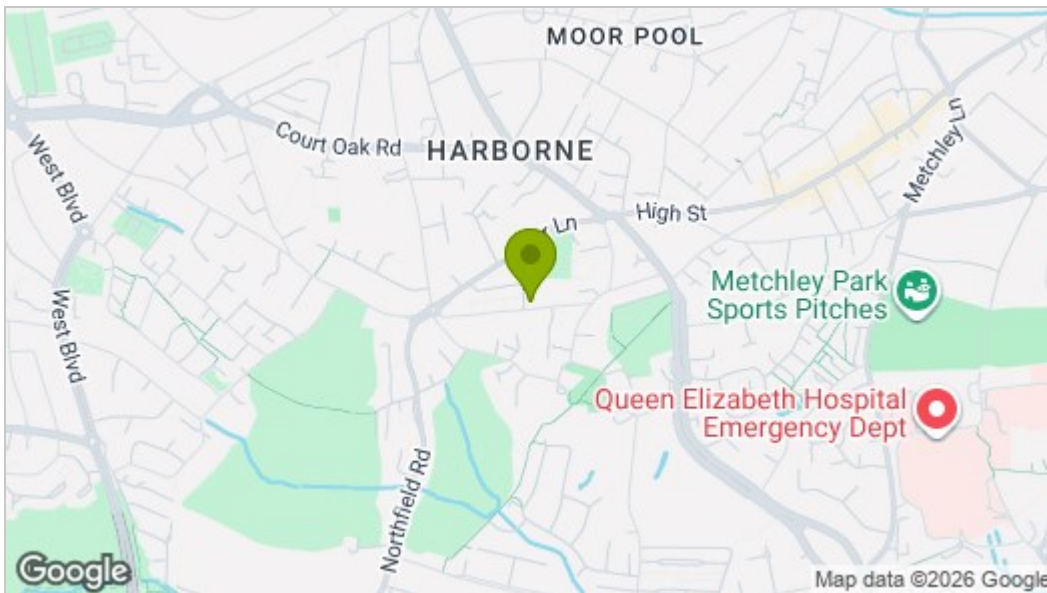 MOOR POOL
Court Oak Rd
HARBORNE
Metchley Ln
West Blvd
Ln
High St
Metchley Park
Sports Pitches
West Blvd
Queen Elizabeth Hospital
Emergency Dept
Northfield Rd
Google
Map data ©2026 Google